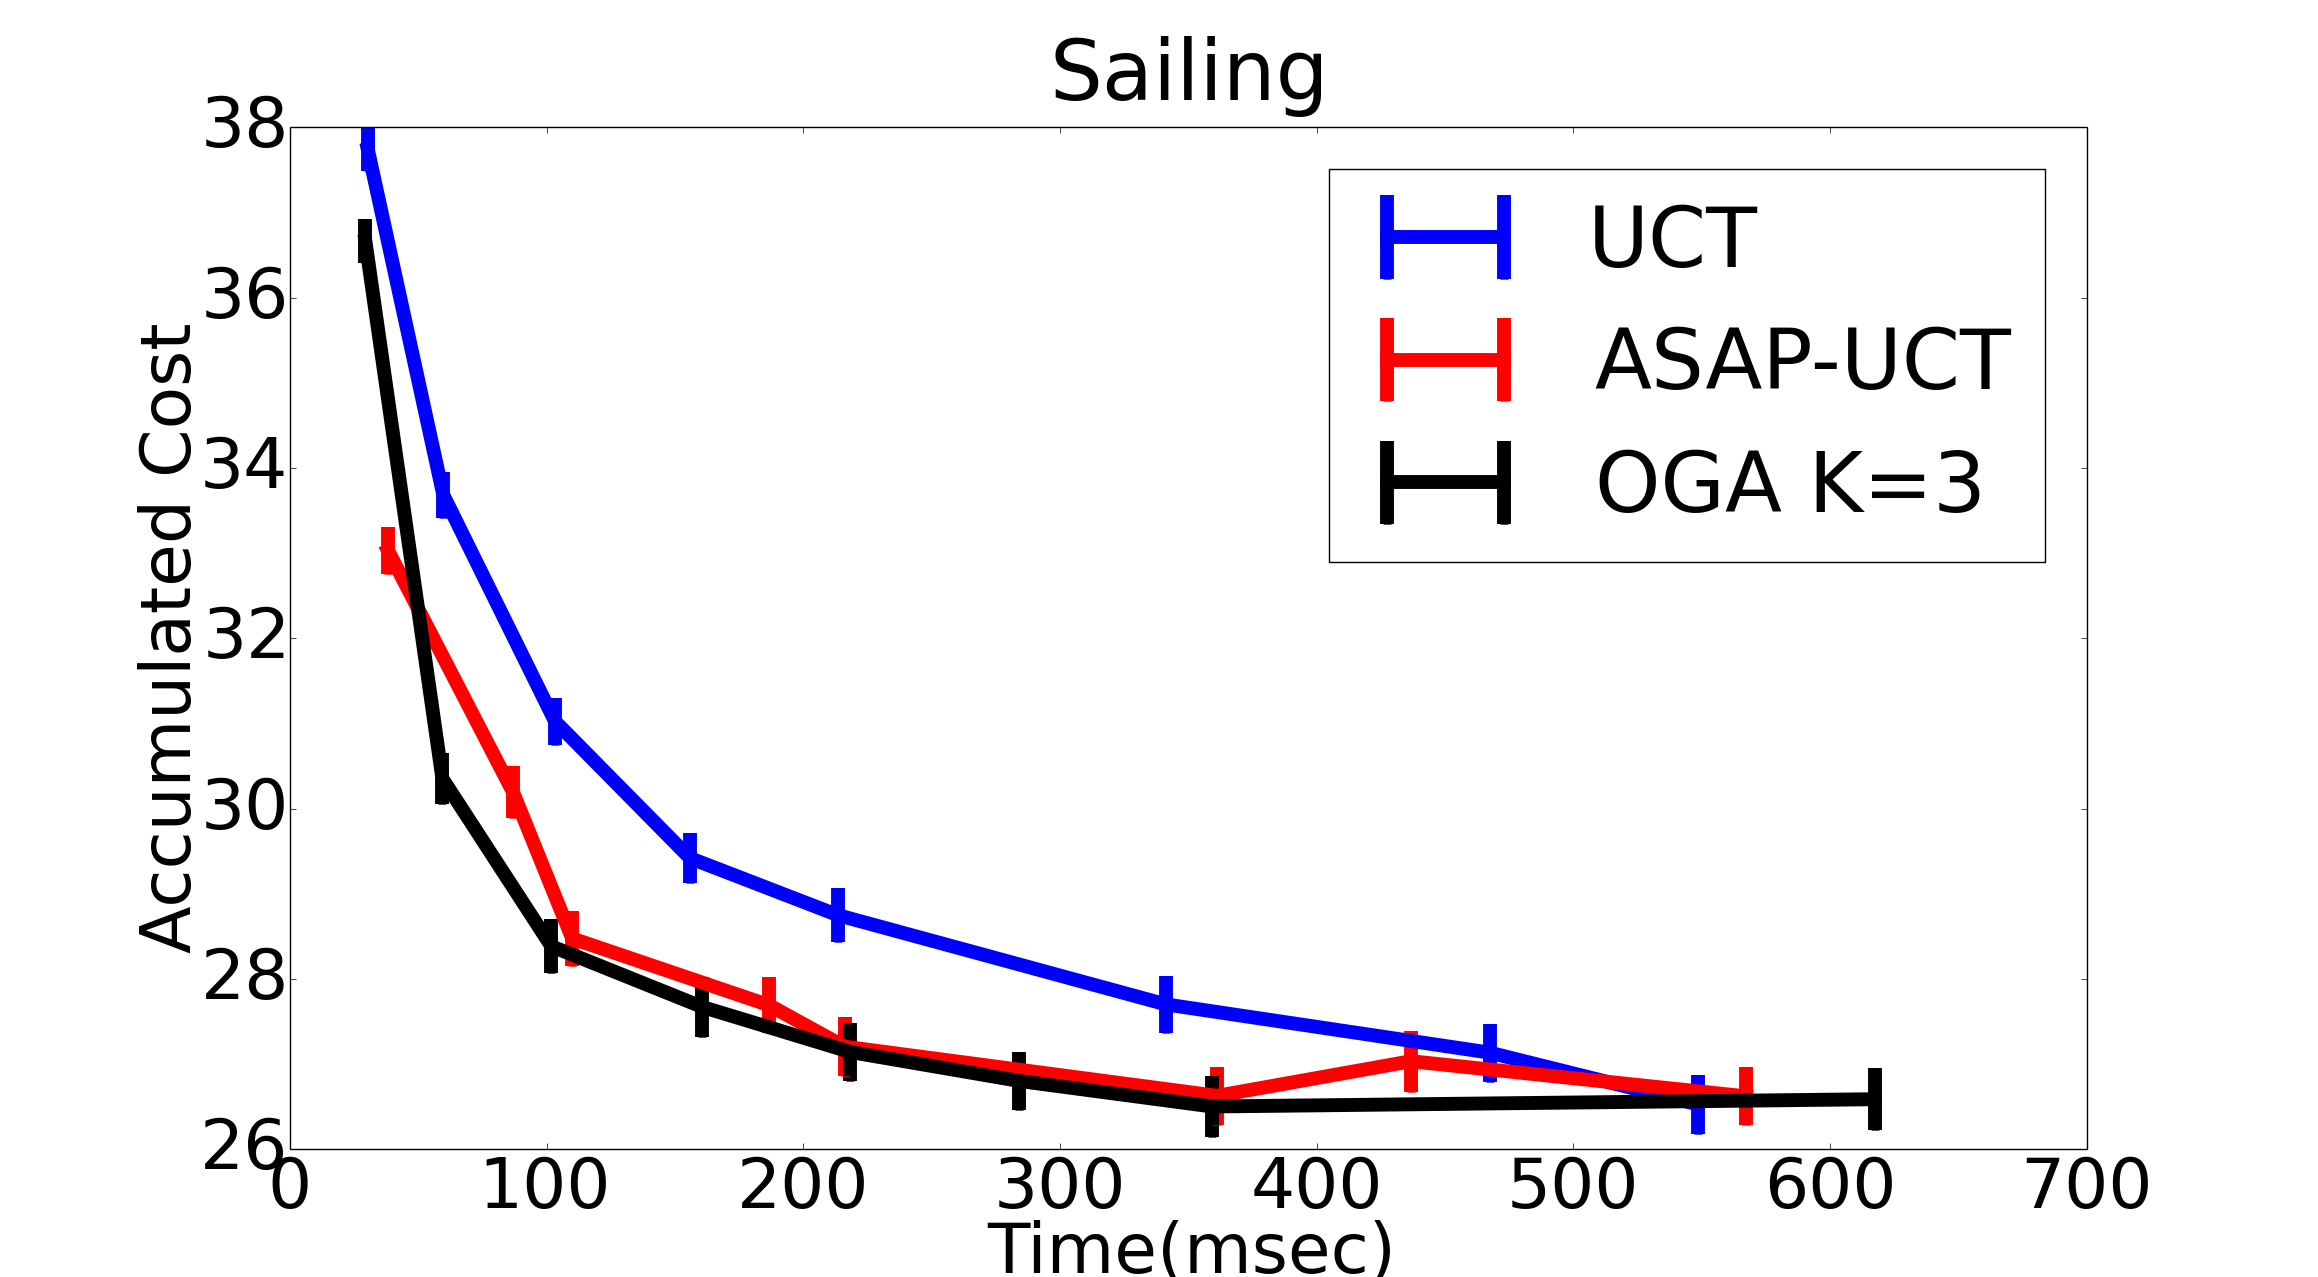 Sailing
38
36
34
32
30
28
26
Accumulated Cost
UCT
ASAP-UCT
OGA K=3
0 100 200 300 400 500 600 700
Time(msec)